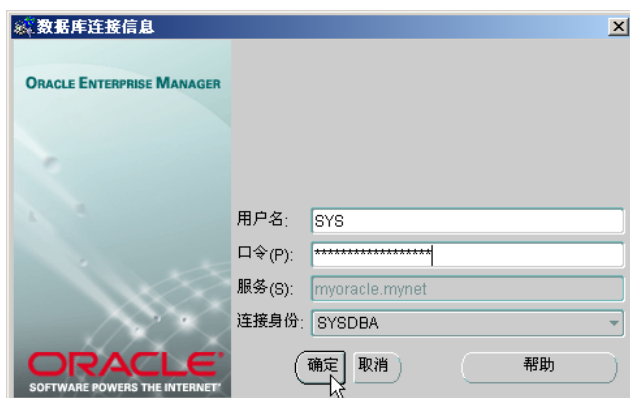 数据库连接信息
ORACLE ENTERPRISE MANAGER
用户名: SYS
口令(P): ******************
服务(S): myoracle.mynet
连接身份: SYSDBA
确定 取消 帮助
ORACLE
SOFTWARE POWERS THE INTERNET